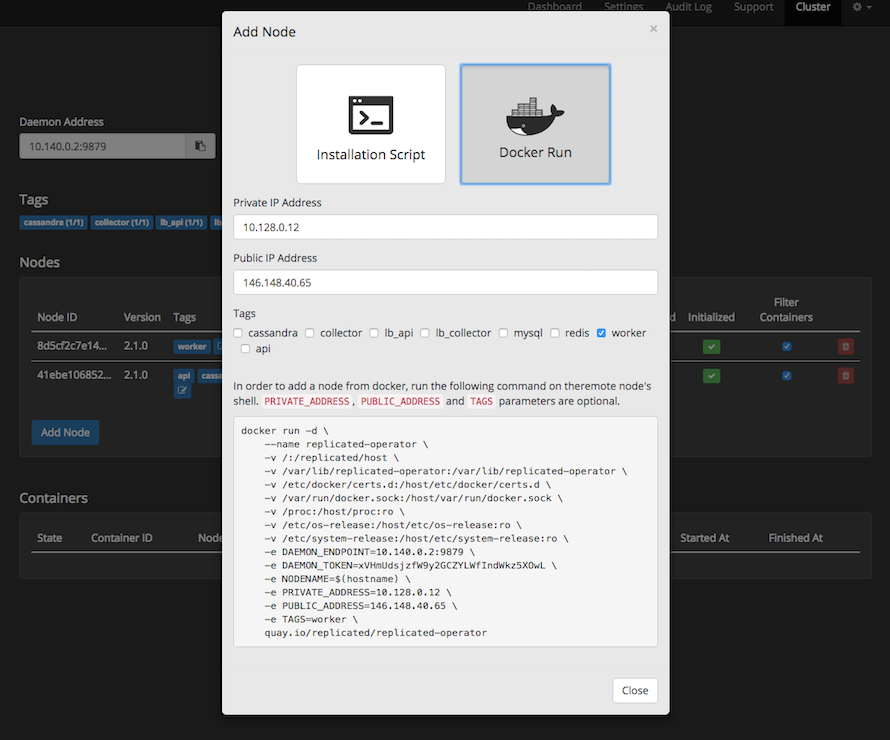 Dashboard Settings Audit Log Support Cluster
Add Node ×
Installation Script Docker Run
Daemon Address
10.140.0.2:9879
Private IP Address
10.128.0.12
Public IP Address
146.148.40.65
Tags
cassandra (1/1) collector (1/1) lb_api (1/1)
Tags
cassandra collector lb_api lb_collector mysql redis worker
api
Nodes
Node ID Version Tags Initialized Filter Containers
8d5cf2c7e14... 2.1.0 worker
41ebe106852... 2.1.0 api
Add Node
In order to add a node from docker, run the following command on theremote node's
shell. PRIVATE_ADDRESS, PUBLIC_ADDRESS and TAGS parameters are optional.
docker run -d \
--name replicated-operator \
-v /:/replicated/host \
-v /var/lib/replicated-operator:/var/lib/replicated-operator \
-v /etc/docker/certs.d:/host/etc/docker/certs.d \
-v /var/run/docker.sock:/host/var/run/docker.sock \
-v /proc:/host/proc:ro \
-v /etc/os-release:/host/etc/os-release:ro \
-v /etc/system-release:/host/etc/system-release:ro \
-e DAEMON_ENDPOINT=10.140.0.2:9879 \
-e DAEMON_TOKEN=xVHmUdsjzfW9y2GCZYLWfIndWkz5XOwL \
-e NODENAME=$(hostname) \
-e PRIVATE_ADDRESS=10.128.0.12 \
-e PUBLIC_ADDRESS=146.148.40.65 \
-e TAGS=worker \
quay.io/replicated/replicated-operator
Containers
State Container ID Node Started At Finished At
Close